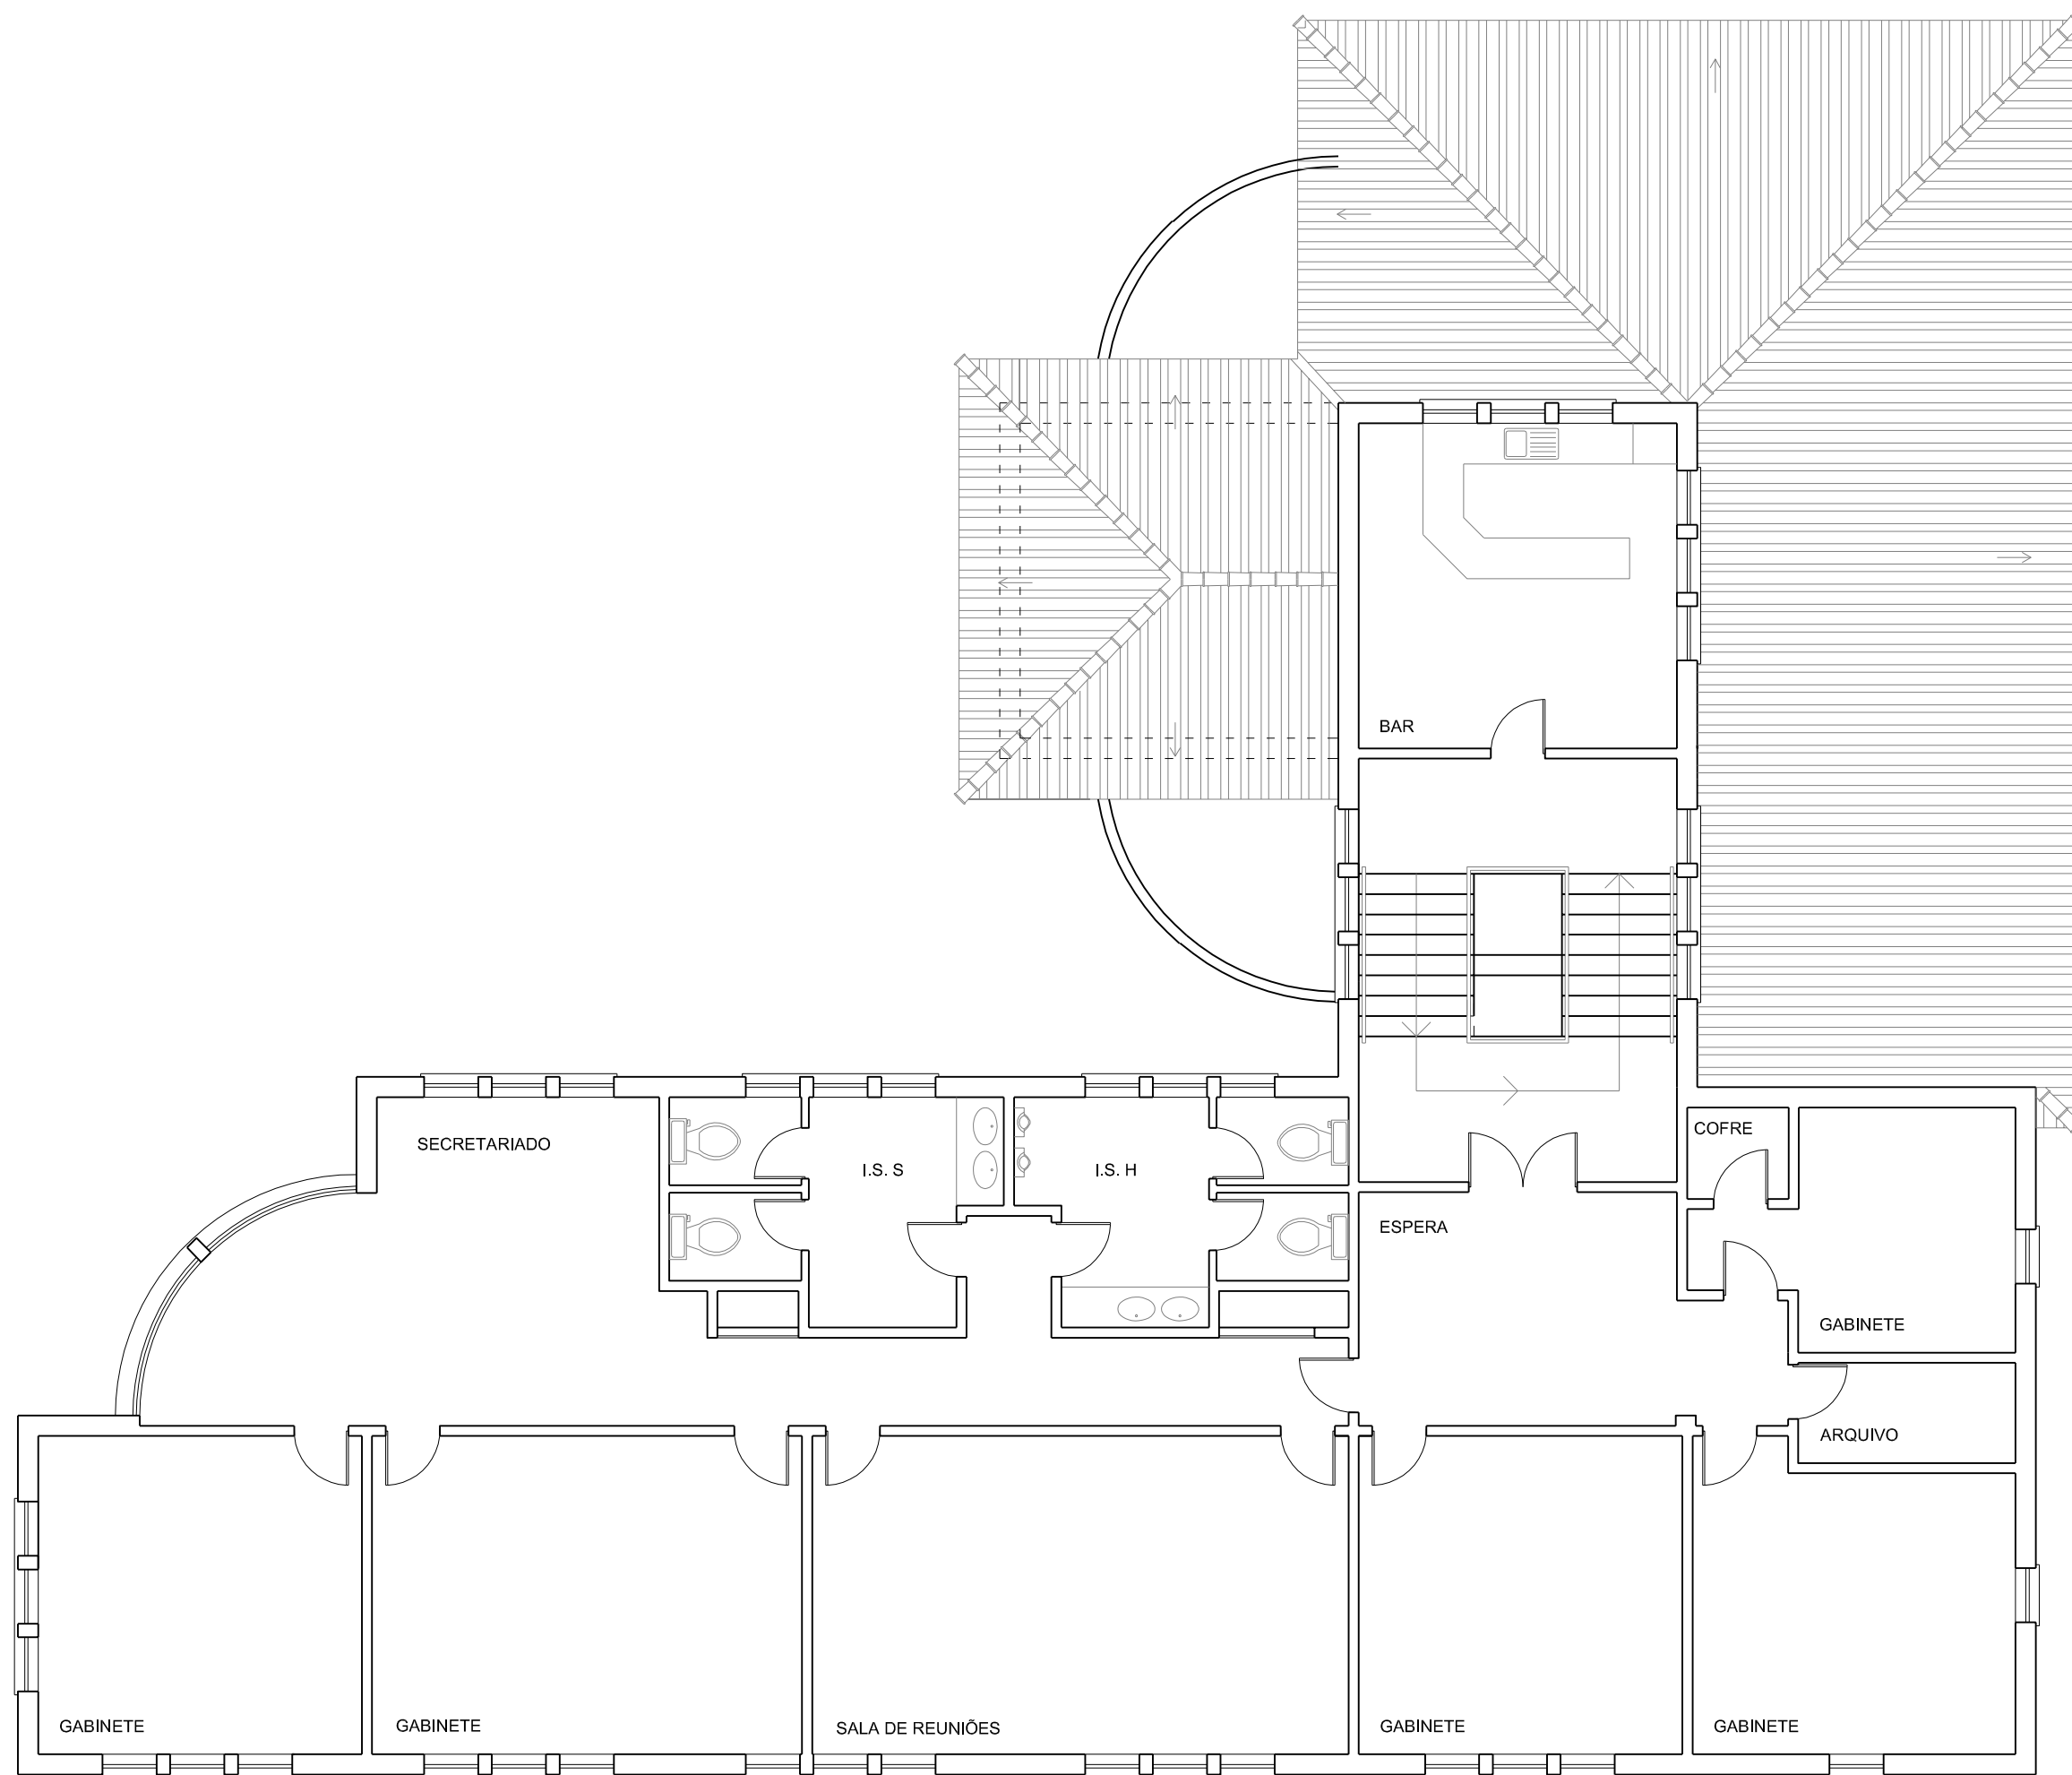 BAR
COFRE
SECRETARIADO
I.S. S
I.S. H
ESPERA
GABINETE
ARQUIVO
GABINETE
GABINETE
SALA DE REUNIÕES
GABINETE
GABINETE